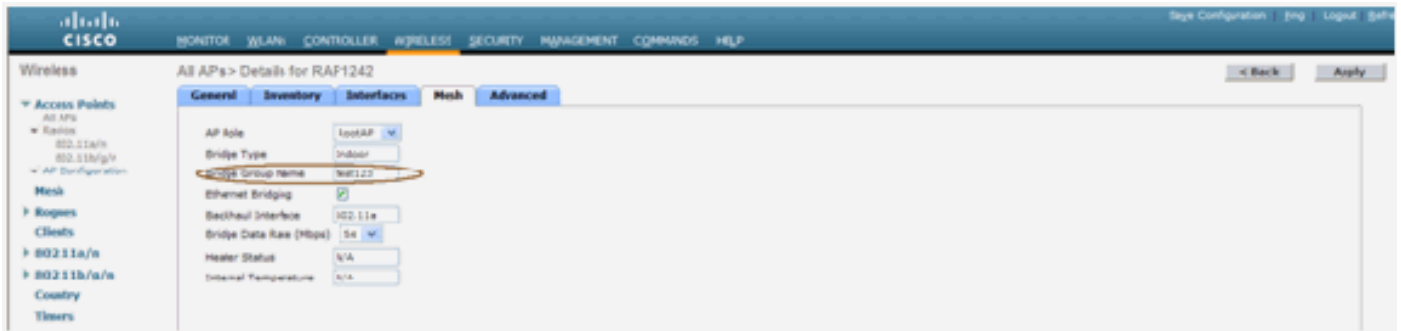 Save Configuration | Ping | Logout | Refre
CISCO
MONITOR WLANs CONTROLLER WIRELESS SECURITY MANAGEMENT COMMANDS HELP
Wireless
All APs > Details for RAP1242
< Back
Apply
General Inventory Interfaces Mesh Advanced
Access Points
All APs
Radios
802.11a/n
802.11b/g/n
AP Configuration
Mesh
Rogues
Clients
802.11a/n
802.11b/g/n
Country
Timers
AP Role RootAP
Bridge Type Indoor
Bridge Group Name test123
Ethernet Bridging
Backhaul Interface 802.11a
Bridge Data Rate (Mbps) 54
Heater Status N/A
Internal Temperature N/A